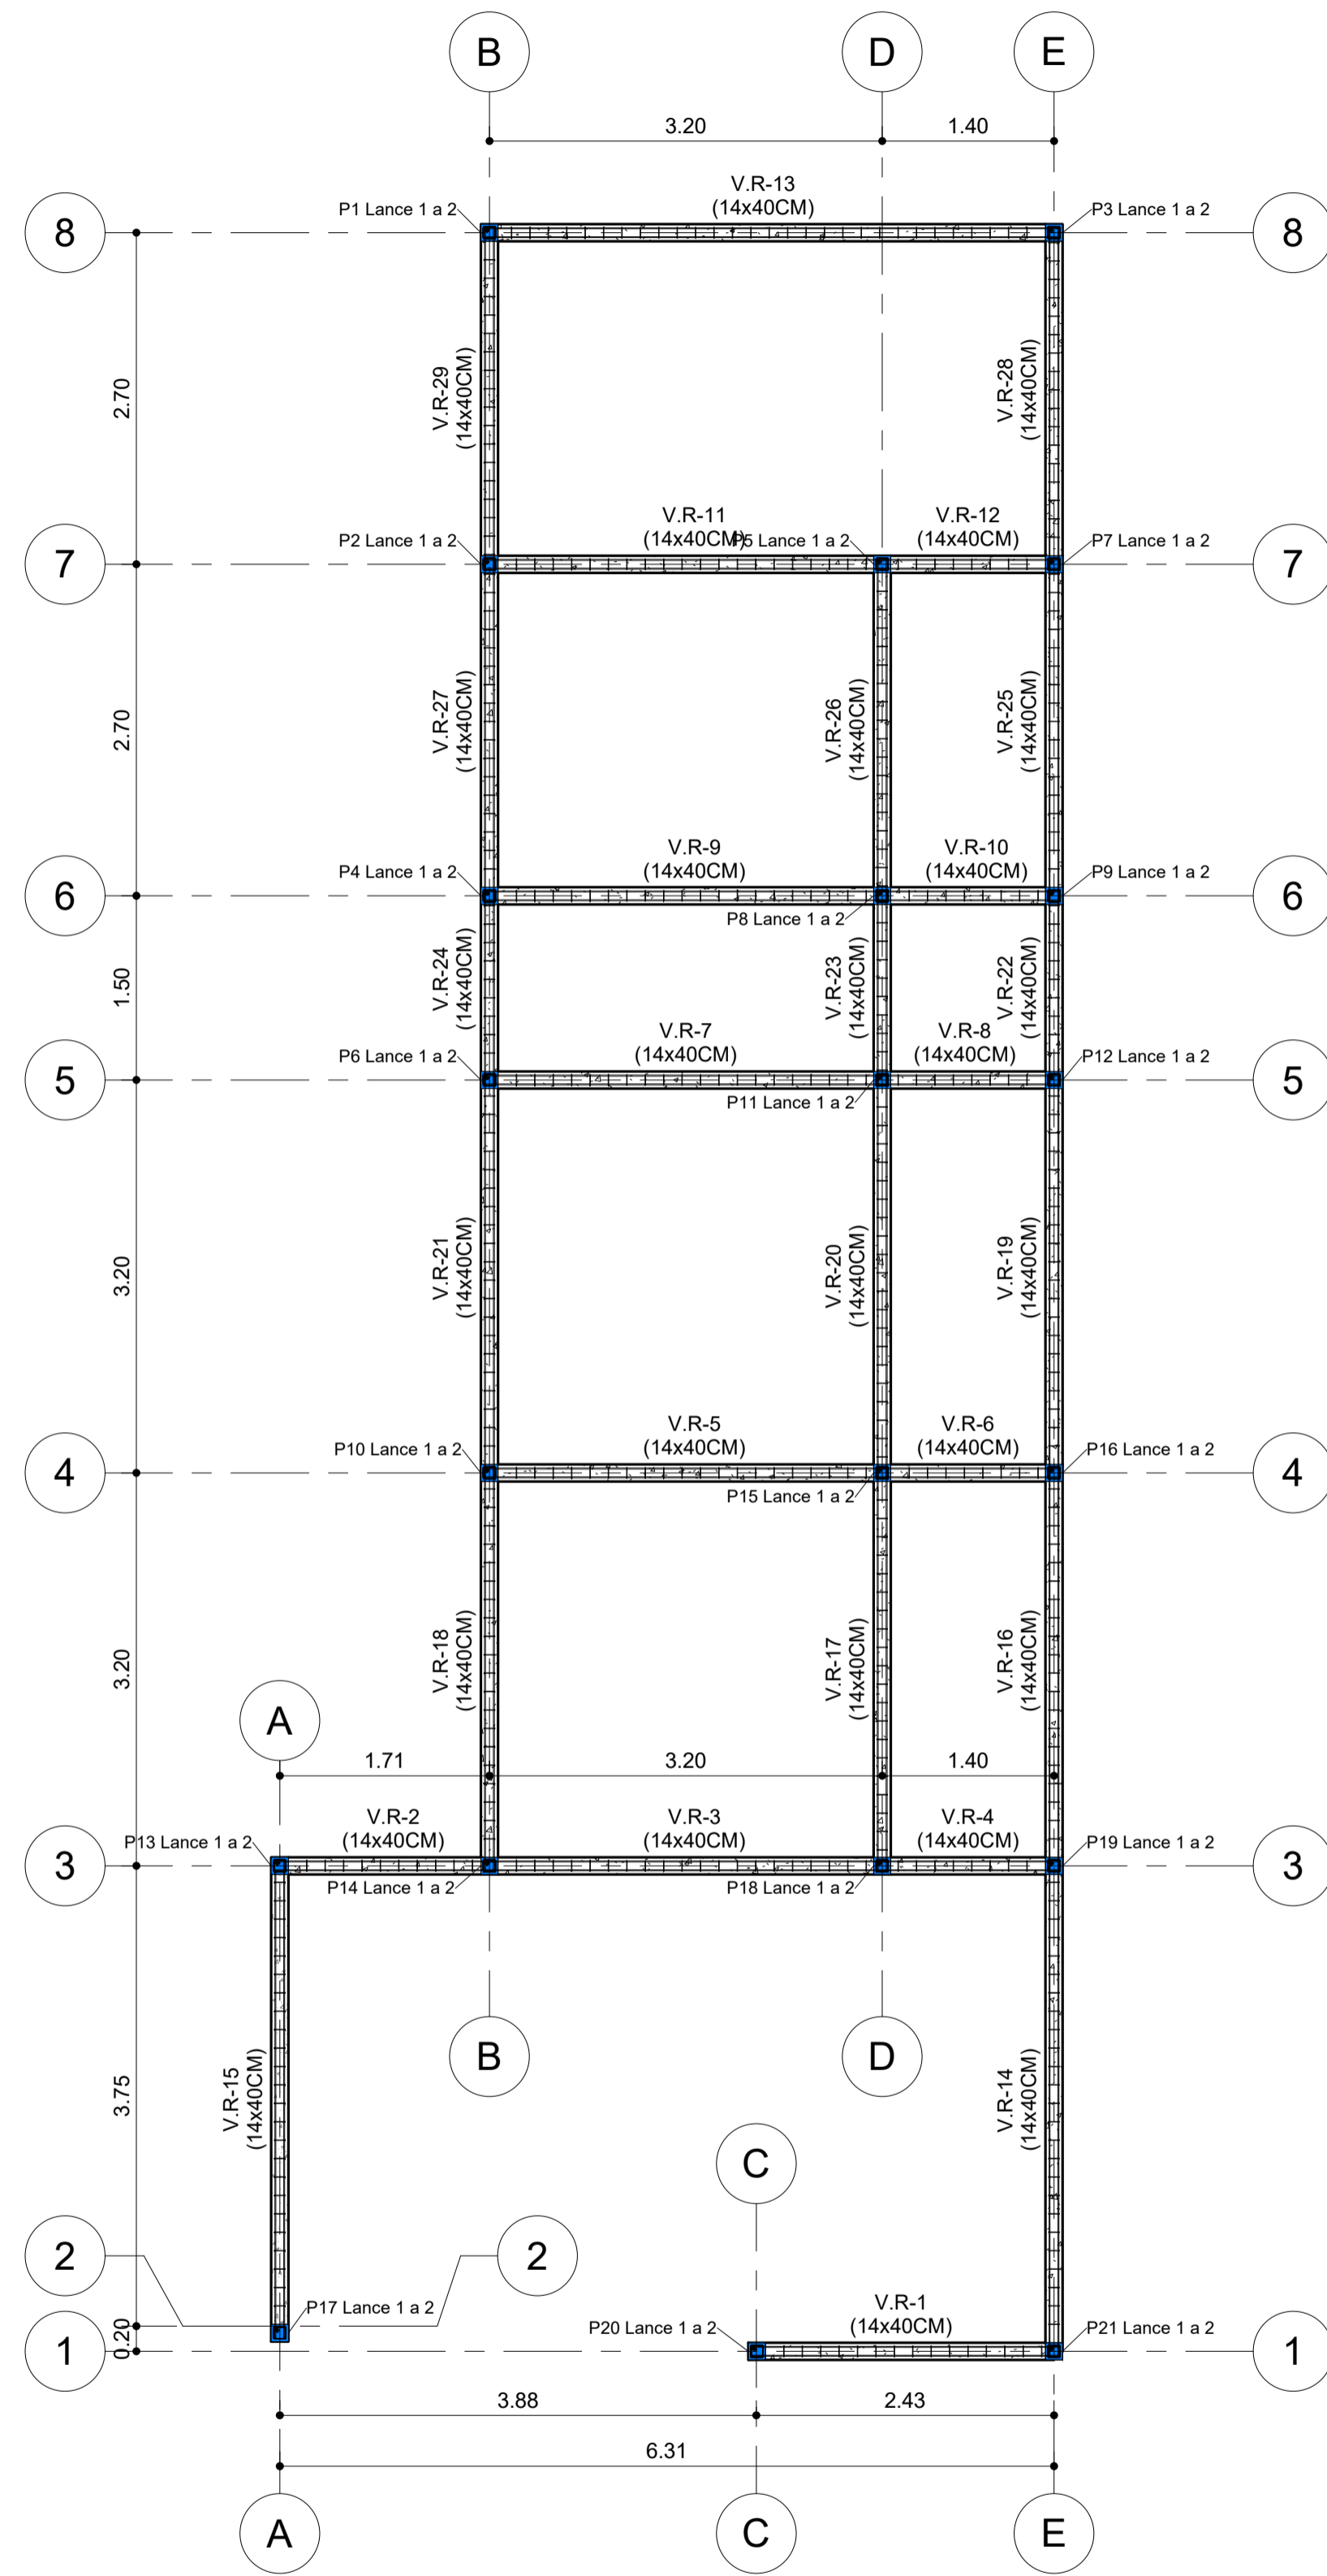 B
D
E
3.20
1.40
V.R-13
(14x40CM)
P1 Lance 1 a 2
P3 Lance 1 a 2
8
8
2.70
V.R-29
(14x40CM)
V.R-28
(14x40CM)
V.R-11
(14x40CM)
V.R-12
(14x40CM)
P2 Lance 1 a 2
P5 Lance 1 a 2
P7 Lance 1 a 2
7
7
2.70
V.R-27
(14x40CM)
V.R-26
(14x40CM)
V.R-25
(14x40CM)
V.R-9
(14x40CM)
V.R-10
(14x40CM)
P4 Lance 1 a 2
P9 Lance 1 a 2
6
6
P8 Lance 1 a 2
1.50
V.R-24
(14x40CM)
V.R-23
(14x40CM)
V.R-22
(14x40CM)
V.R-7
(14x40CM)
V.R-8
(14x40CM)
P6 Lance 1 a 2
P12 Lance 1 a 2
5
5
P11 Lance 1 a 2
3.20
V.R-21
(14x40CM)
V.R-20
(14x40CM)
V.R-19
(14x40CM)
V.R-5
(14x40CM)
V.R-6
(14x40CM)
P10 Lance 1 a 2
P16 Lance 1 a 2
4
4
P15 Lance 1 a 2
3.20
V.R-18
(14x40CM)
V.R-17
(14x40CM)
V.R-16
(14x40CM)
A
1.71
3.20
1.40
V.R-2
(14x40CM)
V.R-3
(14x40CM)
V.R-4
(14x40CM)
P13 Lance 1 a 2
P19 Lance 1 a 2
3
3
P14 Lance 1 a 2
P18 Lance 1 a 2
B
D
3.75
V.R-15
(14x40CM)
V.R-14
(14x40CM)
C
2
2
P17 Lance 1 a 2
V.R-1
(14x40CM)
0.20
P20 Lance 1 a 2
P21 Lance 1 a 2
1
1
3.88
2.43
6.31
A
C
E